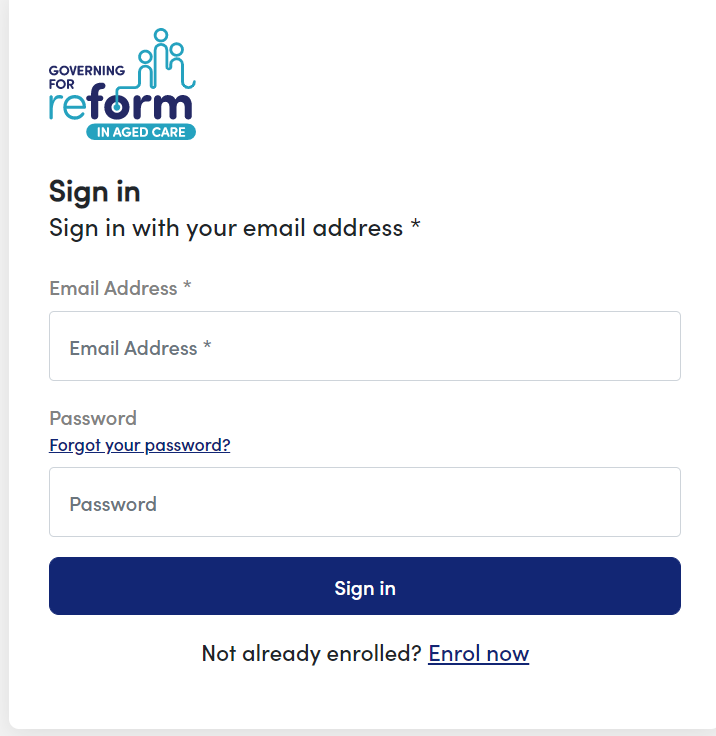 GOVERNING
FOR
reform
IN AGED CARE
Sign in
Sign in with your email address *
Email Address *
Email Address *
Password
Forgot your password?
Password
Sign in
Not already enrolled? Enrol now